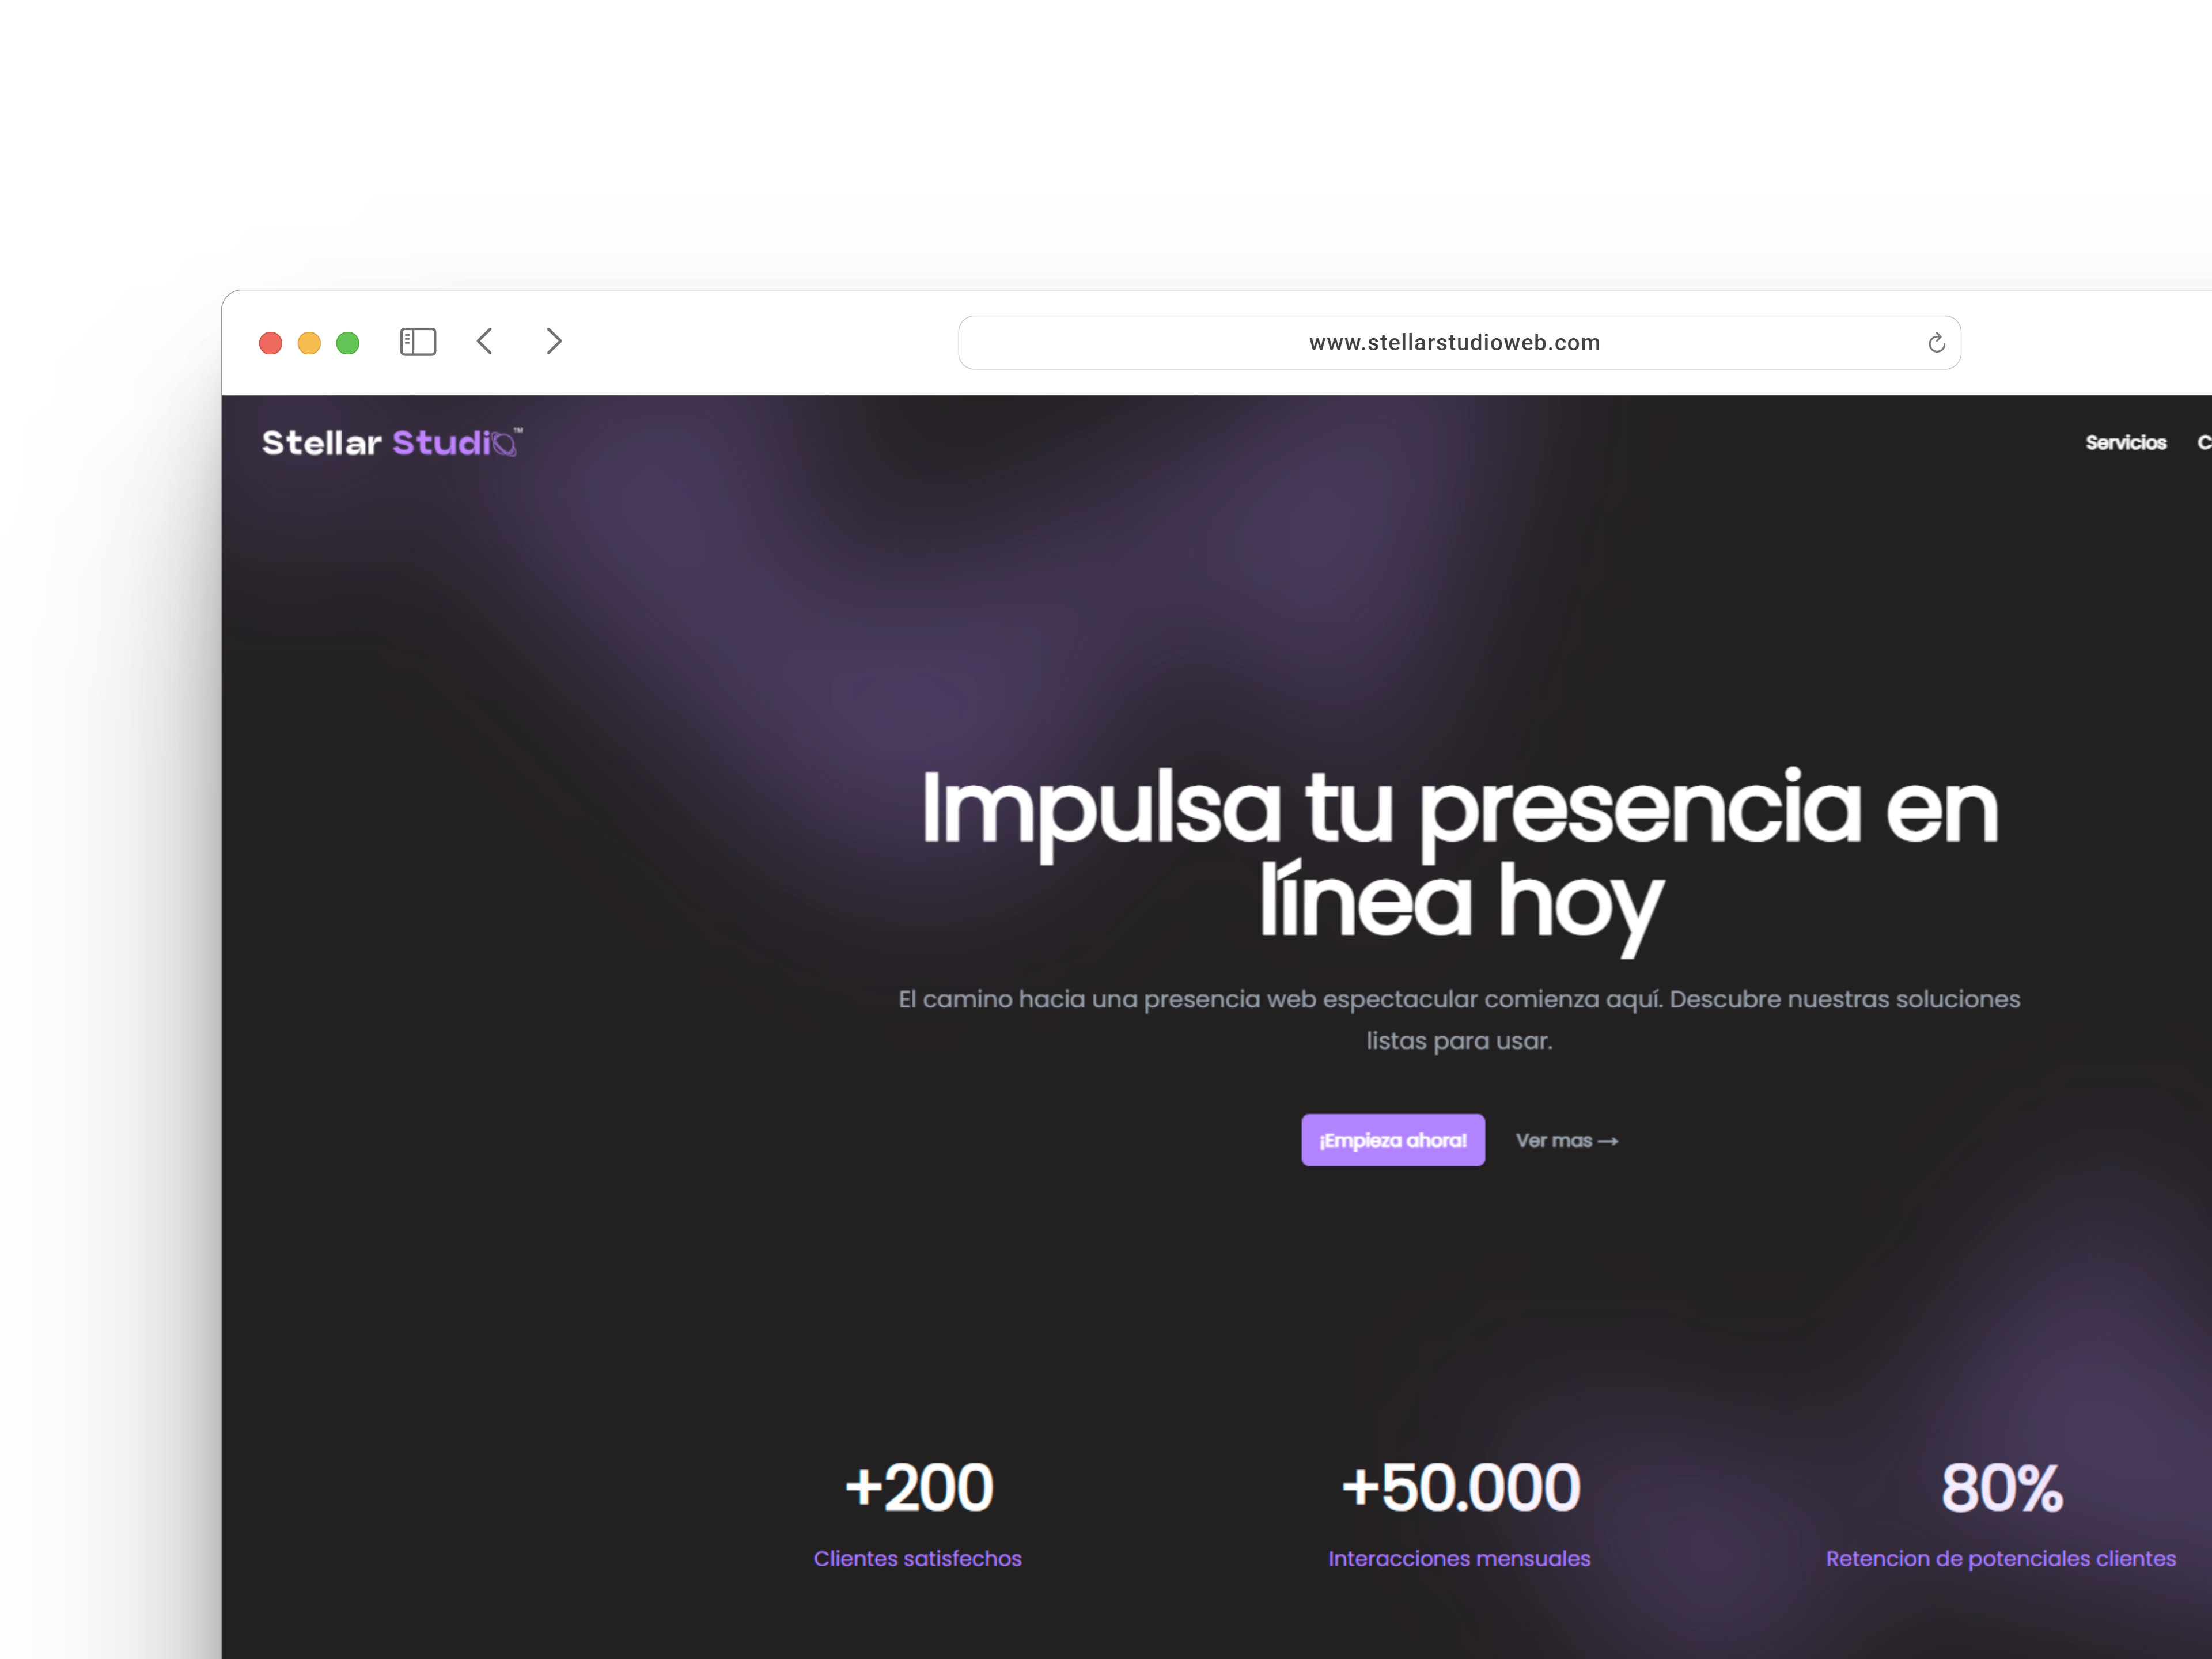 www.stellarstudioweb.com
Stellar Studio™
Servicios
Impulsa tu presencia en
línea hoy
El camino hacia una presencia web espectacular comienza aquí. Descubre nuestras soluciones
listas para usar.
¡Empieza ahora! Ver mas →
+200 +50.000 80%
Clientes satisfechos Interacciones mensuales Retencion de potenciales clientes